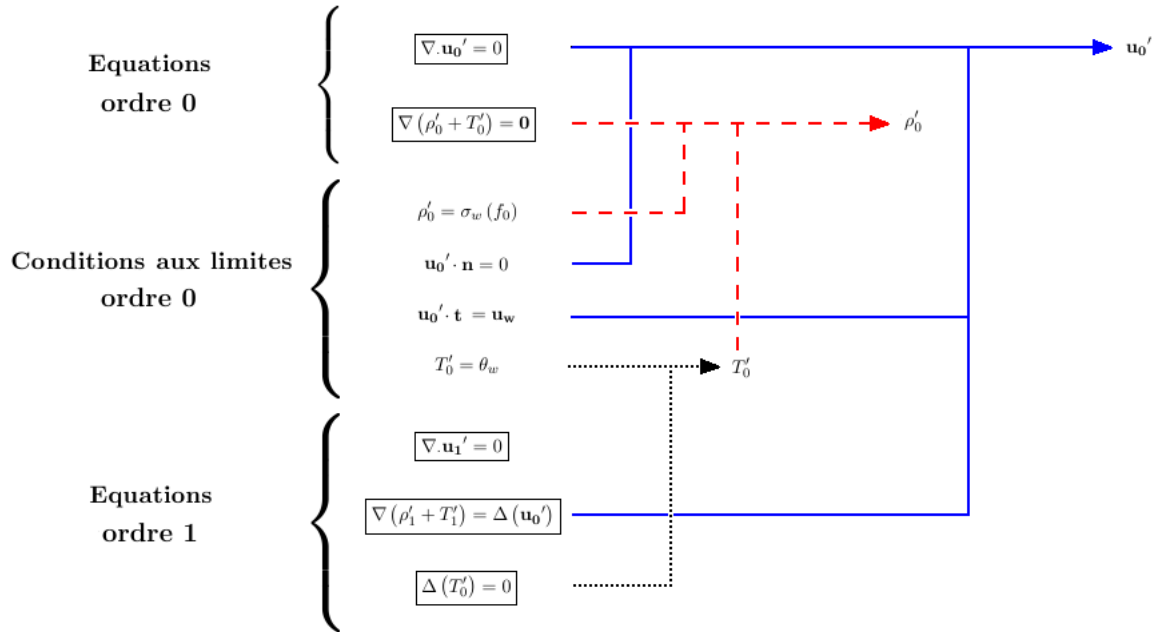 Equations
ordre 0
∇.u₀′ = 0
u₀′
∇(ρ′₀ + T′₀) = 0
ρ′₀
Conditions aux limites
ordre 0
ρ′₀ = σ_w(f₀)
u₀′ · n = 0
u₀′ · t = u_w
T′₀ = θ_w
T′₀
Equations
ordre 1
∇.u₁′ = 0
∇(ρ′₁ + T′₁) = Δ(u₀′)
Δ(T′₀) = 0